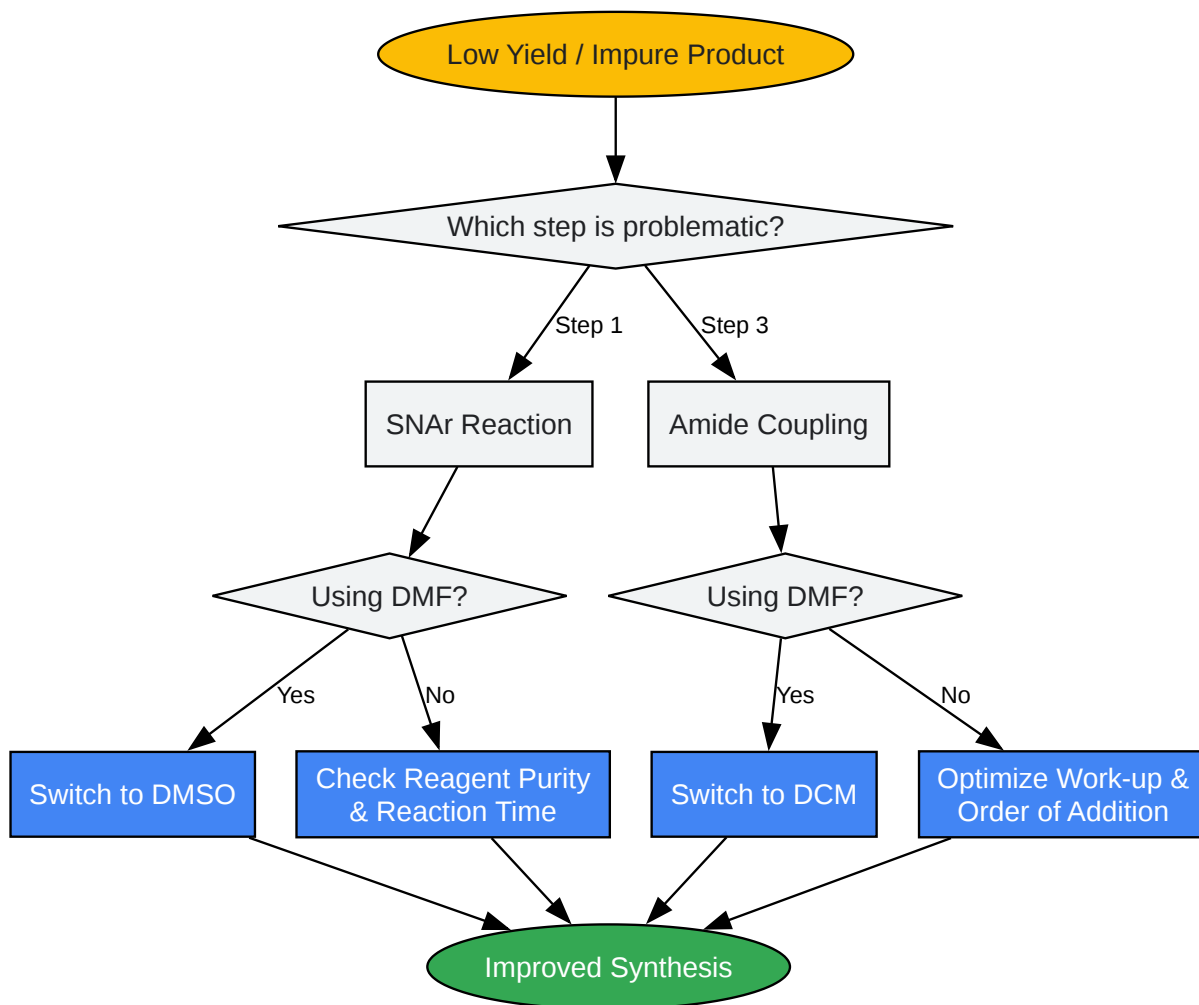 Low Yield / Impure Product
Which step is problematic?
Step 1
Step 3
SNAr Reaction
Amide Coupling
Using DMF?
Using DMF?
Yes
No
Yes
No
Switch to DMSO
Check Reagent Purity
& Reaction Time
Switch to DCM
Optimize Work-up &
Order of Addition
Improved Synthesis